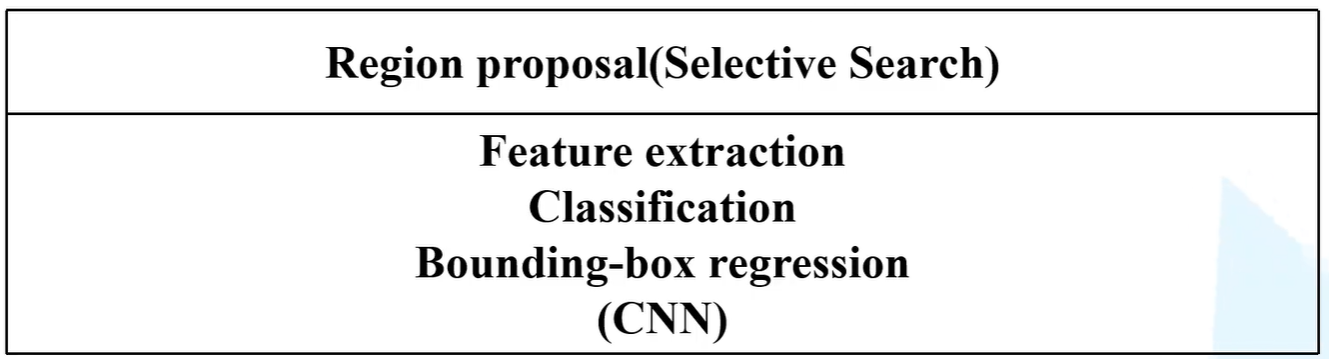 Region proposal(Selective Search)
Feature extraction
Classification
Bounding-box regression
(CNN)